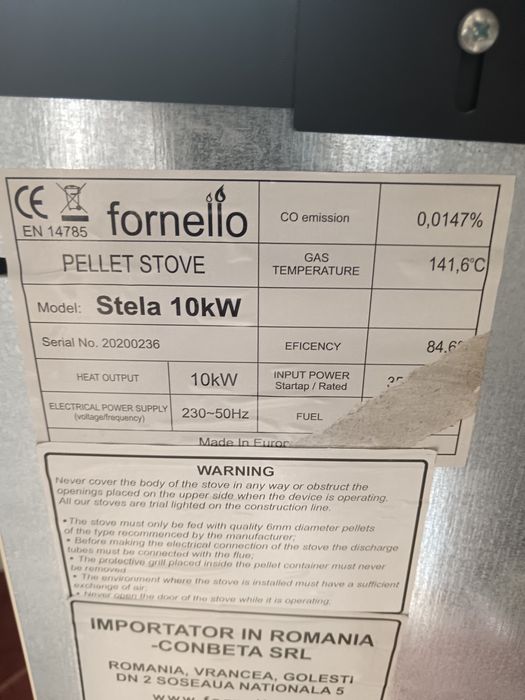 CE
EN 14785
fornello
CO emission 0,0147%
PELLET STOVE
GAS TEMPERATURE 141,6°C
Model: Stela 10kW
Serial No. 20200236
EFICENCY
HEAT OUTPUT 10kW
INPUT POWER
Startap / Rated
ELECTRICAL POWER SUPPLY
(voltage/frequency) 230~50Hz
FUEL
Made In
WARNING
Never cover the body of the stove in any way or obstruct the
openings placed on the upper side when the device is operating.
All our stoves are trial lighted on the construction line.
• The stove must only be fed with quality 6mm diameter pellets
of the type recommenced by the manufacturer;
• Before making the electrical connection of the stove the discharge
tubes must be connected with the flue;
• The protective grill placed inside the pellet container must never
be removed
• The environment where the stove is installed must have a sufficient
exchange of air;
• Never open the door of the stove while it is operating;
IMPORTATOR IN ROMANIA
-CONBETA SRL
ROMANIA, VRANCEA, GOLESTI
DN 2 SOSEAUA NATIONALA 5